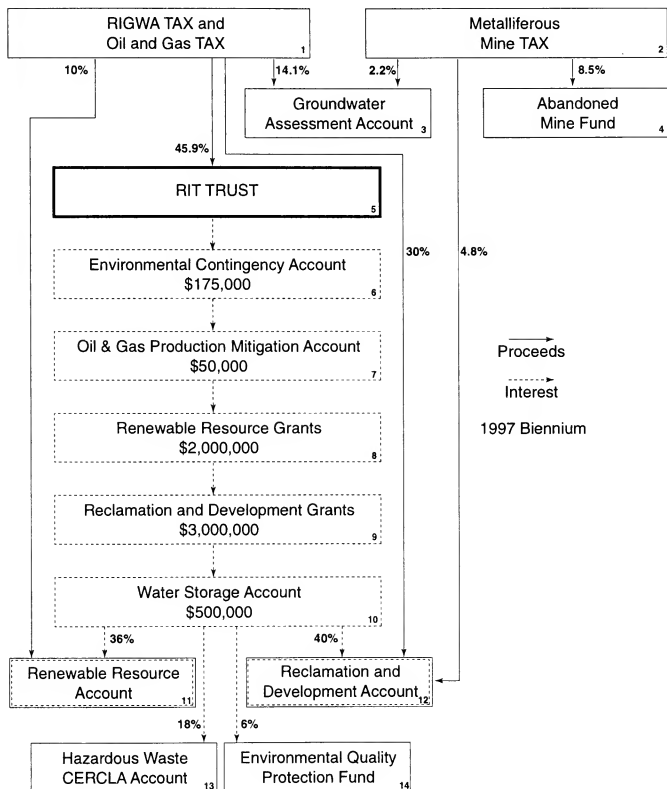 RIGWA TAX and
Oil and Gas TAX
1
Metalliferous
Mine TAX
2
10%
14.1%
2.2%
8.5%
Groundwater
Assessment Account
3
Abandoned
Mine Fund
4
45.9%
RIT TRUST
5
30%
4.8%
Environmental Contingency Account
$175,000
6
Oil & Gas Production Mitigation Account
$50,000
7
Proceeds
Interest
1997 Biennium
Renewable Resource Grants
$2,000,000
8
Reclamation and Development Grants
$3,000,000
9
Water Storage Account
$500,000
10
36%
40%
Renewable Resource
Account
11
Reclamation and
Development Account
12
18%
6%
Hazardous Waste
CERCLA Account
13
Environmental Quality
Protection Fund
14